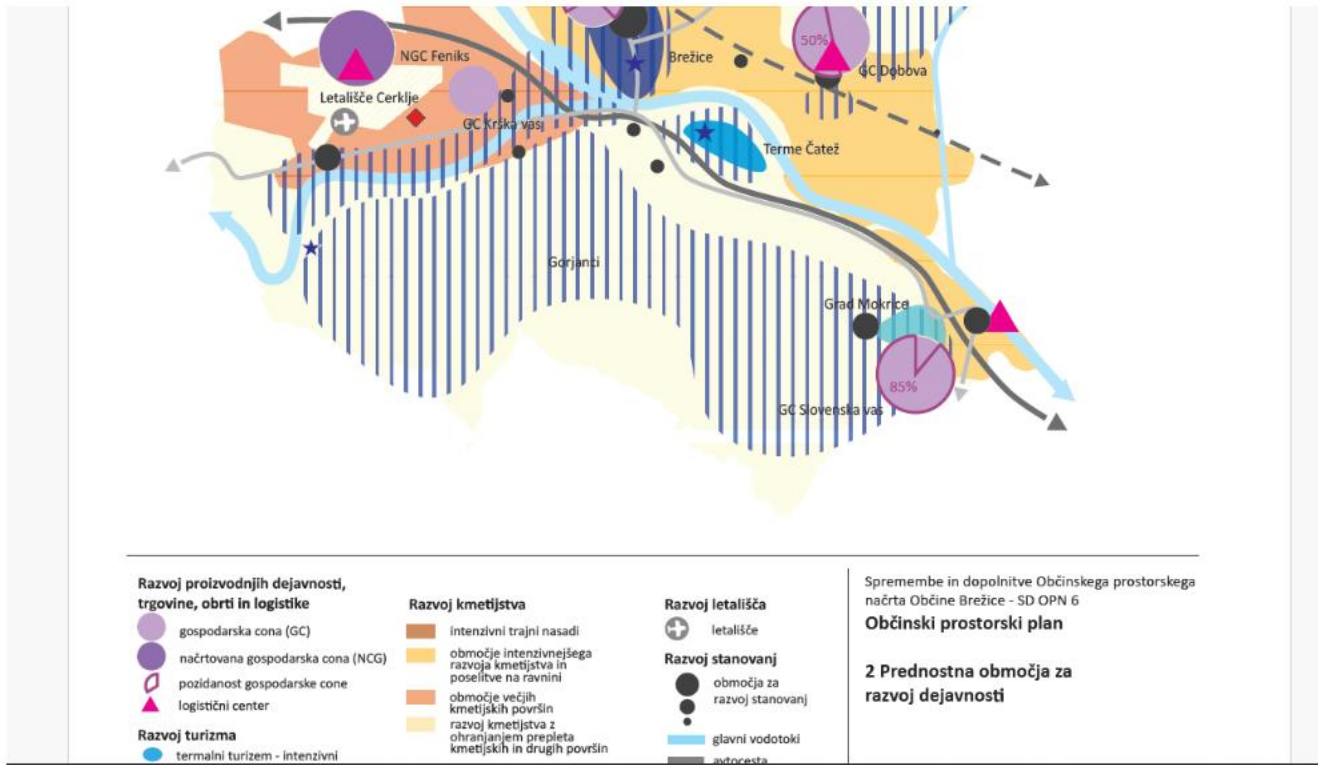 50%
NGC Feniks
Brežice
GC Dobova
Letališče Cerklje
GC Krška vas
Terme Čatež
Gorjanci
Grad Mokrice
85%
GC Slovenska vas
Razvoj proizvodnjih dejavnosti,
trgovine, obrti in logistike
gospodarska cona (GC)
načrtovana gospodarska cona (NCG)
pozidanost gospodarske cone
logistični center
Razvoj turizma
termalni turizem - intenzivni
Razvoj kmetijstva
intenzivni trajni nasadi
območje intenzivnejšega
razvoja kmetijstva in
poselitve na ravnini
območje večjih
kmetijskih površin
razvoj kmetijstva z
ohranjanjem prepleta
kmetijskih in drugih površin
Razvoj letališča
letališče
Razvoj stanovanj
območja za
razvoj stanovanj
glavni vodotoki
avtocesta
Spremembe in dopolnitve Občinskega prostorskega
načrta Občine Brežice - SD OPN 6
Občinski prostorski plan
2 Prednostna območja za
razvoj dejavnosti